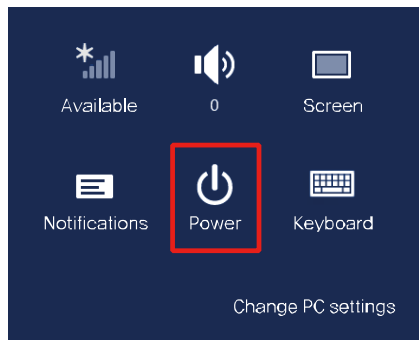 Available 0 Screen
Notifications Power Keyboard
Change PC settings